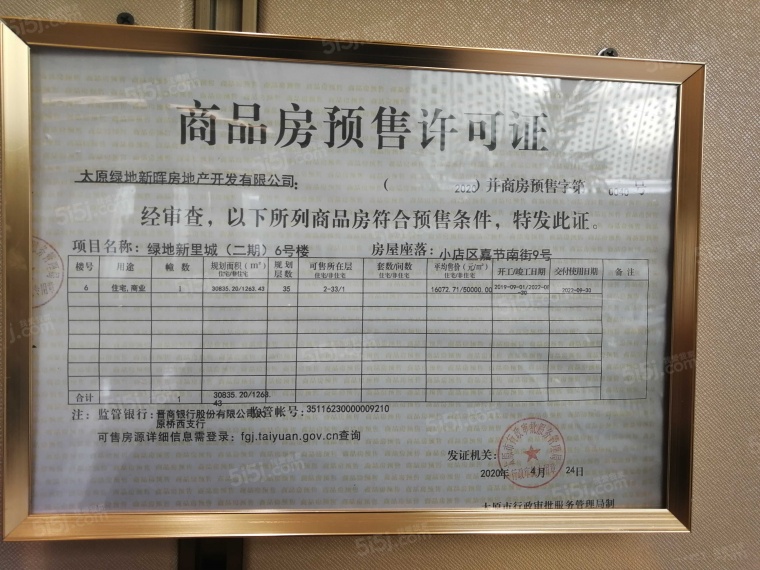 商品房预售许可证
太原绿地新晖房地产开发有限公司: (2020)并商房预售字第 号
经审查，以下所列商品房符合预售条件，特发此证。
项目名称：绿地新里城（二期）6号楼 房屋座落：小店区嘉节南街9号
楼号 用途 幢数 规划面积（m²）住宅/非住宅 规划层数 可售所在层 住宅/非住宅 套数/间数 住宅/非住宅 平均售价（元/m²）住宅/非住宅 开工/竣工日期 交付使用日期 备注
6 住宅,商业 1 30835.20/1263.43 35 2-33/1 16072.71/50000.00
合计 1 30835.20/1263.43
注：监管银行：晋商银行股份有限公司 原桥西支行 监管帐号：35116230000009210
可售房源详细信息需登录：fgj.taiyuan.gov.cn查询
发证机关：
2020年 4月 24日
太原市行政审批服务管理局制
515j.com